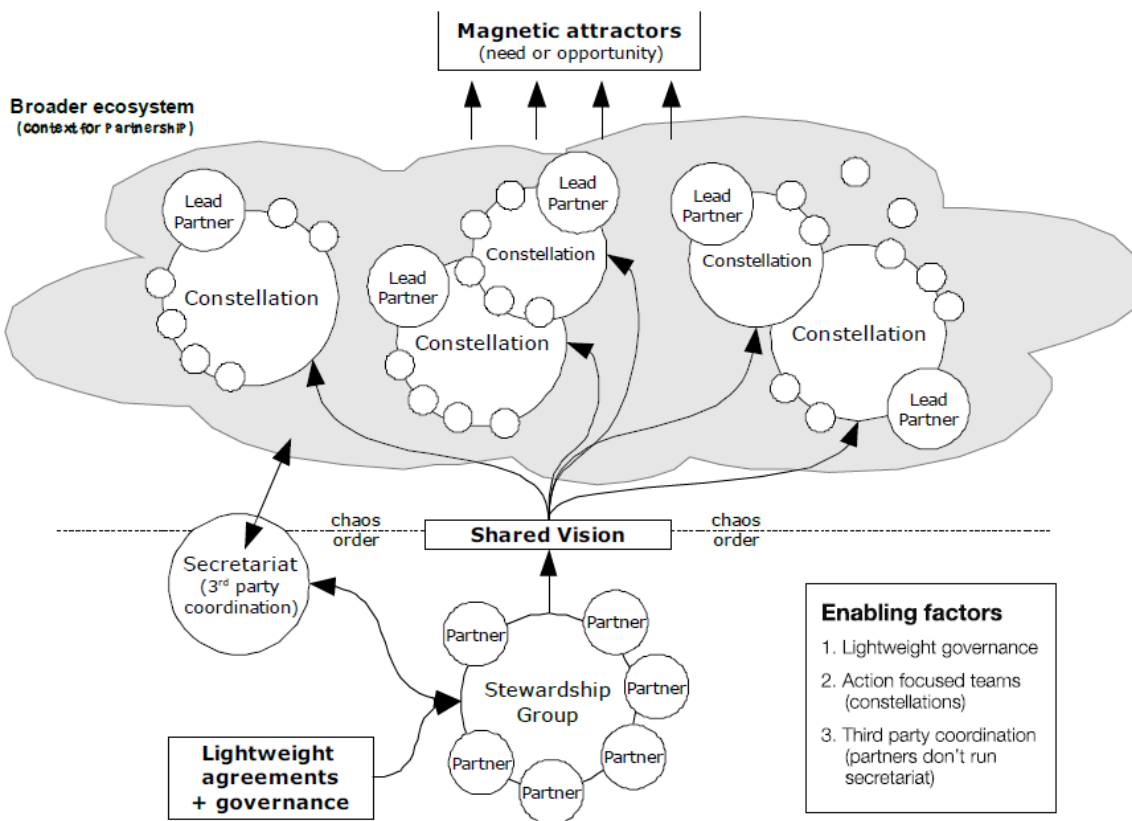 Magnetic attractors
(need or opportunity)
Broader ecosystem
(context for Partnership)
Lead
Partner
Constellation
Lead
Partner
Constellation
Lead
Partner
Constellation
Lead
Partner
Constellation
Constellation
Lead
Partner
chaos
order
Shared Vision
chaos
order
Secretariat
(3rd party
coordination)
Partner
Partner
Partner
Partner
Partner
Partner
Stewardship
Group
Lightweight
agreements
+ governance
Enabling factors
1. Lightweight governance
2. Action focused teams
(constellations)
3. Third party coordination
(partners don't run
secretariat)